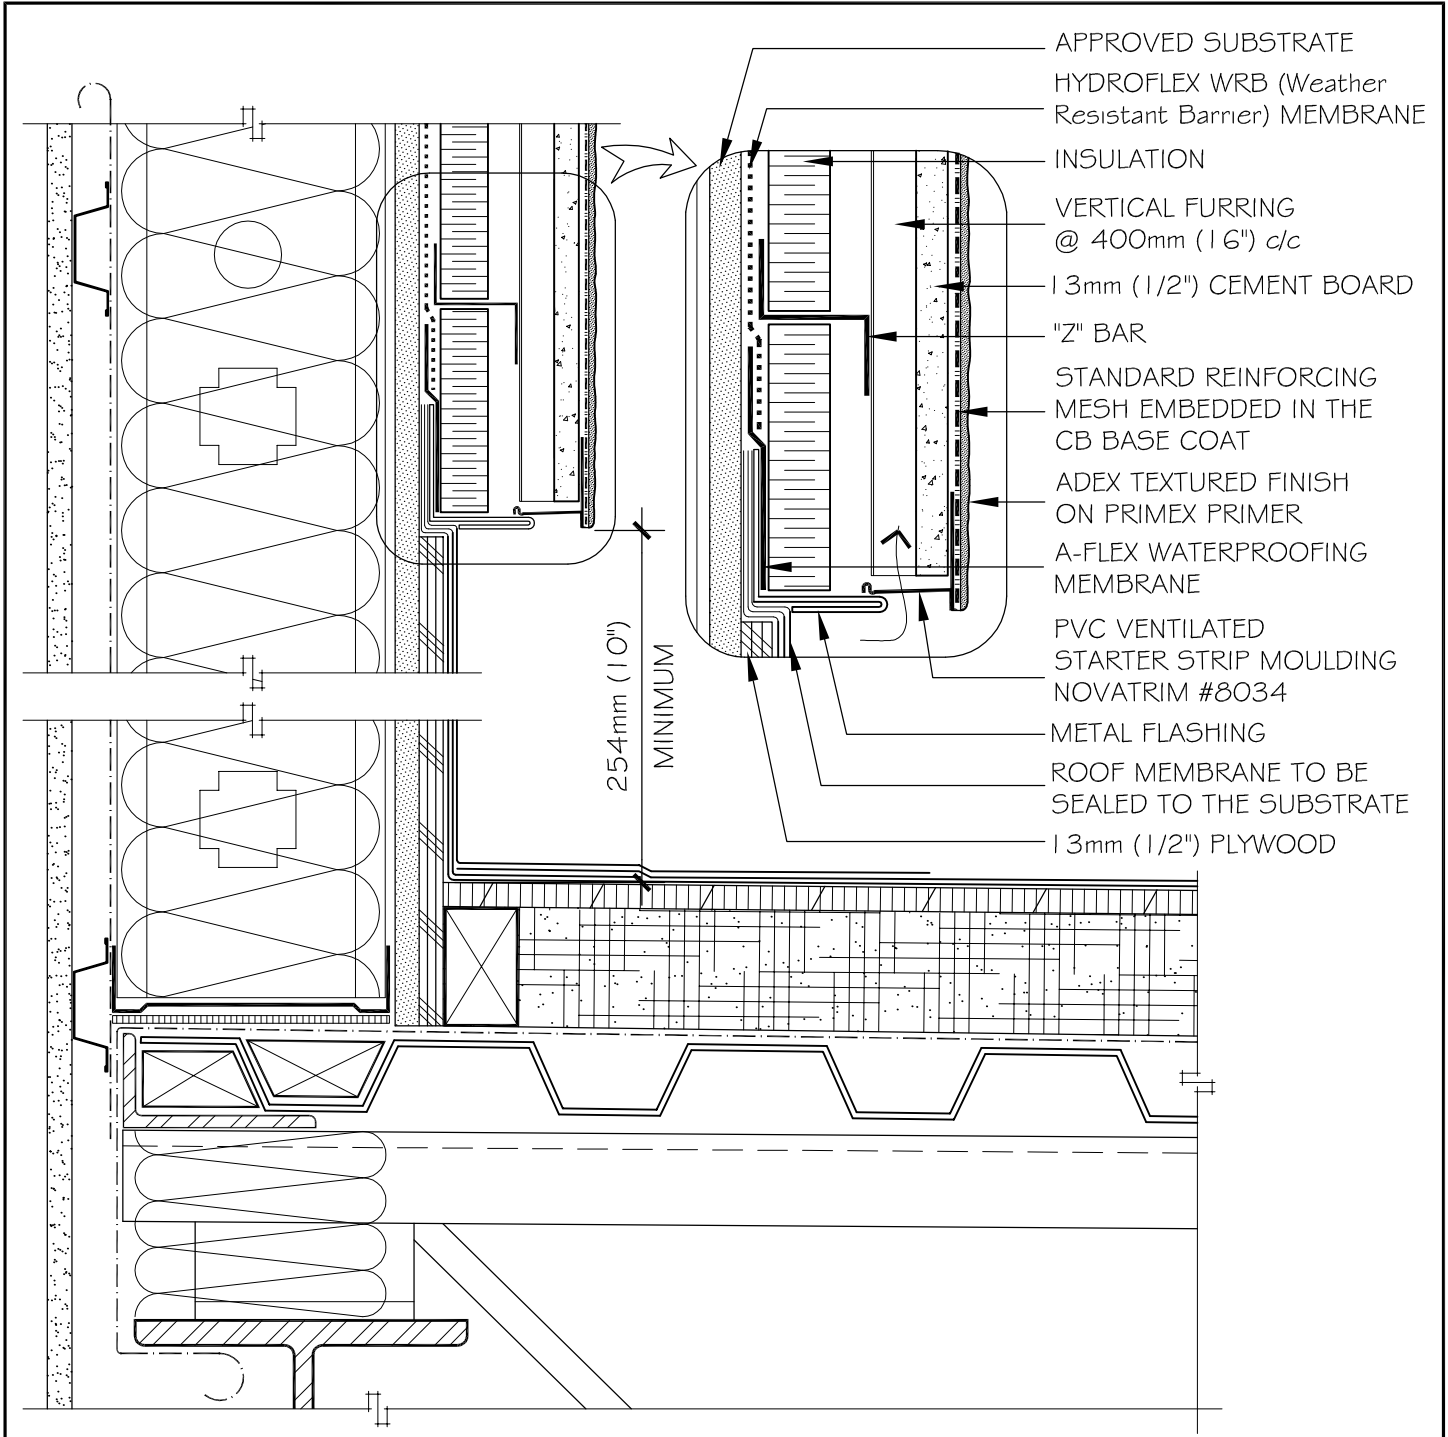 APPROVED SUBSTRATE
HYDROFLEX WRB (Weather
Resistant Barrier) MEMBRANE
INSULATION
VERTICAL FURRING
@ 400mm (16") c/c
13mm (1/2") CEMENT BOARD
"Z" BAR
STANDARD REINFORCING
MESH EMBEDDED IN THE
CB BASE COAT
ADEX TEXTURED FINISH
ON PRIMEX PRIMER
A-FLEX WATERPROOFING
MEMBRANE
PVC VENTILATED
STARTER STRIP MOULDING
NOVATRIM #8034
METAL FLASHING
ROOF MEMBRANE TO BE
SEALED TO THE SUBSTRATE
13mm (1/2") PLYWOOD
254mm (10")
MINIMUM